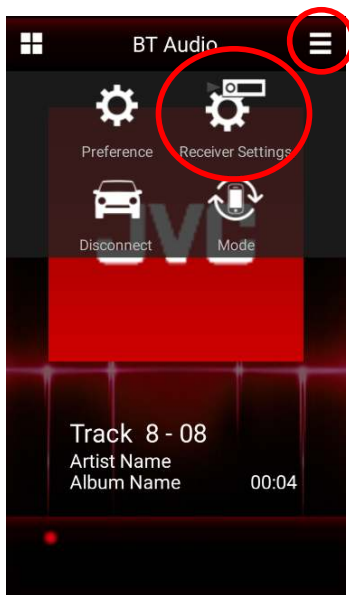 BT Audio
Preference Receiver Settings
Disconnect Mode
JVC
Track 8 - 08
Artist Name
Album Name 00:04